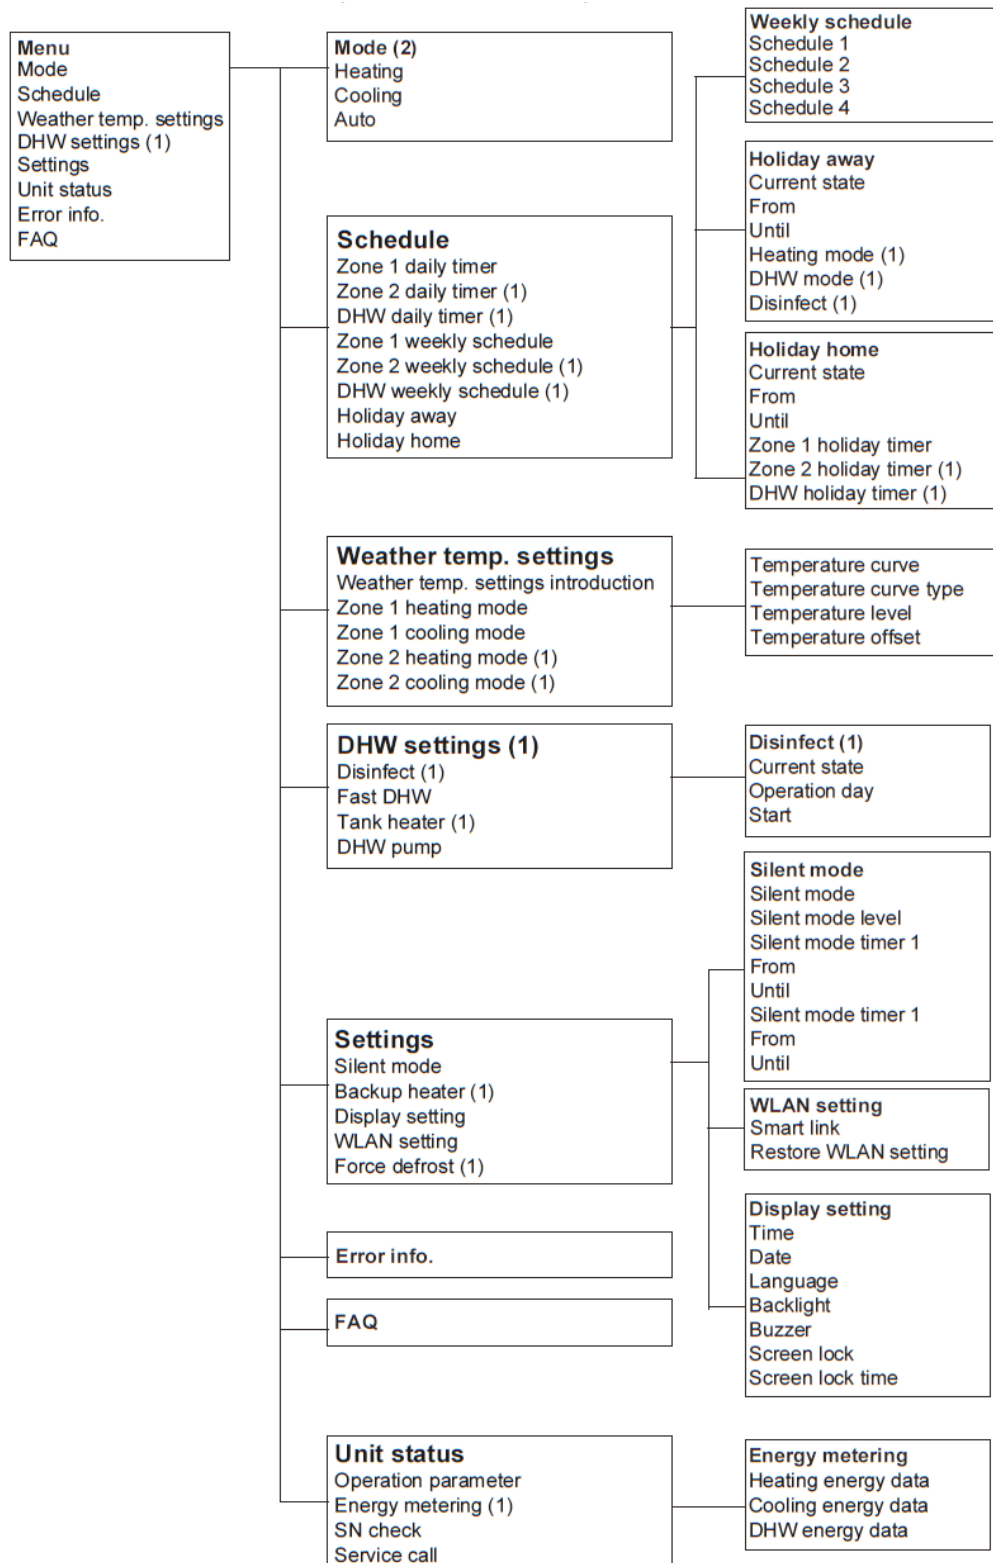 Menu
Mode
Schedule
Weather temp. settings
DHW settings (1)
Settings
Unit status
Error info.
FAQ
Mode (2)
Heating
Cooling
Auto
Schedule
Zone 1 daily timer
Zone 2 daily timer (1)
DHW daily timer (1)
Zone 1 weekly schedule
Zone 2 weekly schedule (1)
DHW weekly schedule (1)
Holiday away
Holiday home
Weekly schedule
Schedule 1
Schedule 2
Schedule 3
Schedule 4
Holiday away
Current state
From
Until
Heating mode (1)
DHW mode (1)
Disinfect (1)
Holiday home
Current state
From
Until
Zone 1 holiday timer
Zone 2 holiday timer (1)
DHW holiday timer (1)
Weather temp. settings
Weather temp. settings introduction
Zone 1 heating mode
Zone 1 cooling mode
Zone 2 heating mode (1)
Zone 2 cooling mode (1)
Temperature curve
Temperature curve type
Temperature level
Temperature offset
DHW settings (1)
Disinfect (1)
Fast DHW
Tank heater (1)
DHW pump
Disinfect (1)
Current state
Operation day
Start
Settings
Silent mode
Backup heater (1)
Display setting
WLAN setting
Force defrost (1)
Silent mode
Silent mode
Silent mode level
Silent mode timer 1
From
Until
Silent mode timer 1
From
Until
WLAN setting
Smart link
Restore WLAN setting
Display setting
Time
Date
Language
Backlight
Buzzer
Screen lock
Screen lock time
Error info.
FAQ
Unit status
Operation parameter
Energy metering (1)
SN check
Service call
Energy metering
Heating energy data
Cooling energy data
DHW energy data